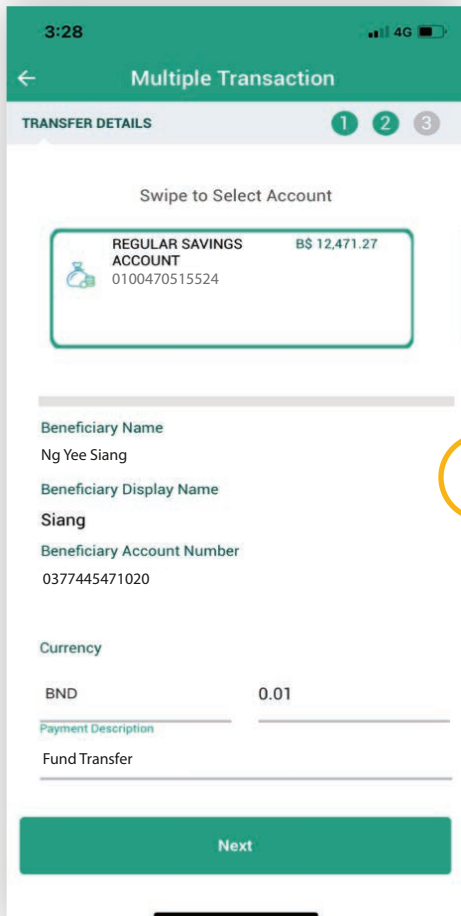 3:28 4G
Multiple Transaction
TRANSFER DETAILS 1 2 3
Swipe to Select Account
REGULAR SAVINGS B$ 12,471.27
ACCOUNT
0100470515524
Beneficiary Name
Ng Yee Siang
Beneficiary Display Name
Siang
Beneficiary Account Number
0377445471020
Currency
BND 0.01
Payment Description
Fund Transfer
Next